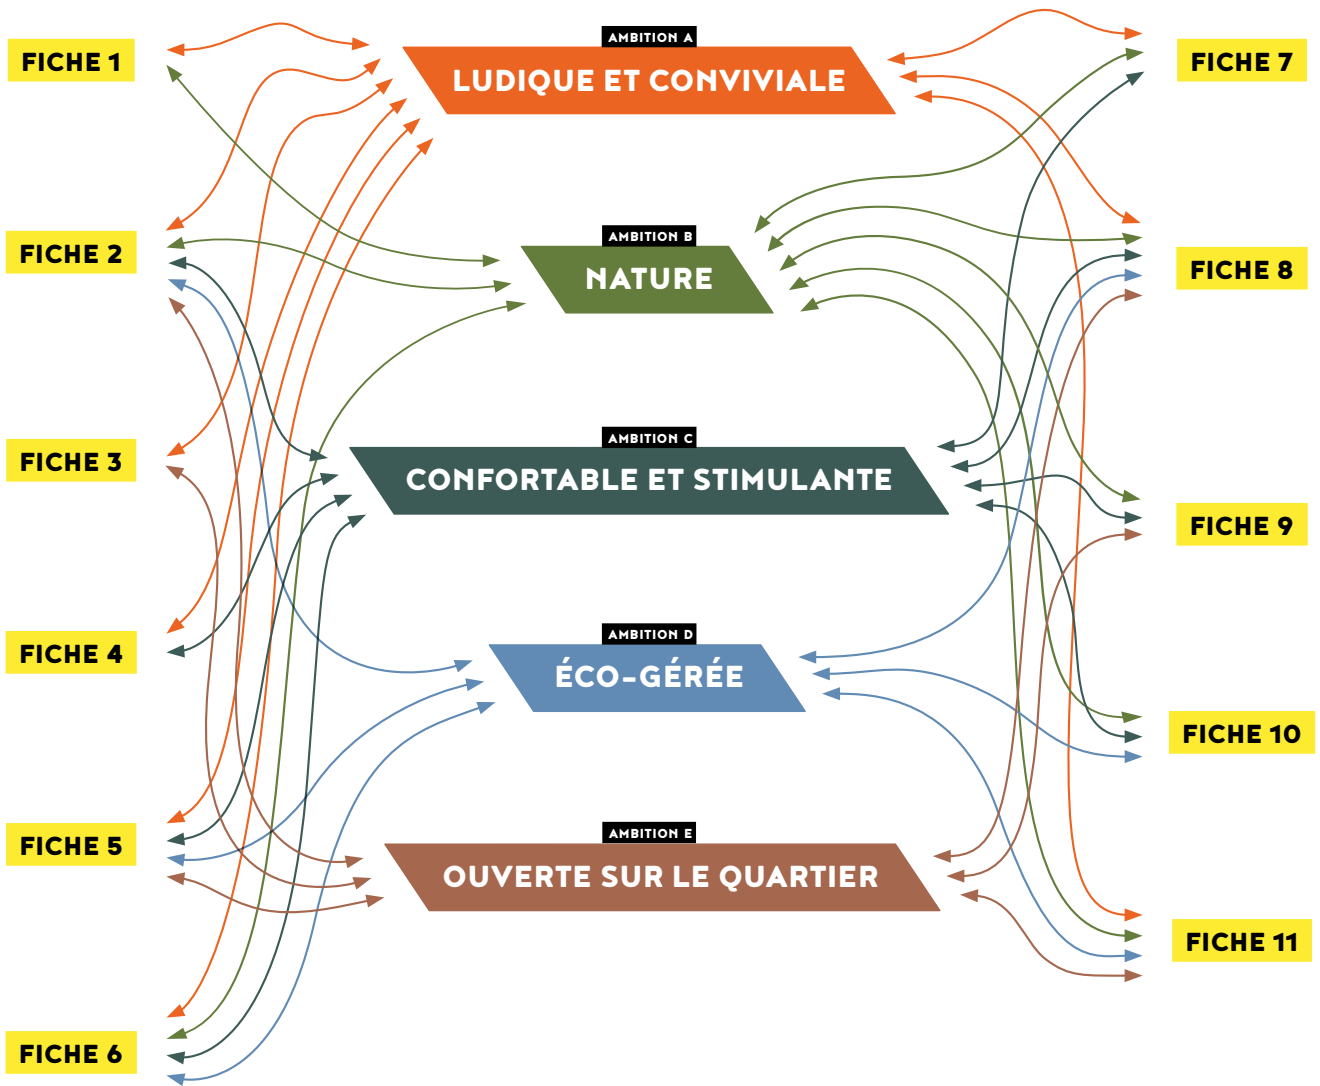 FICHE 1
FICHE 2
FICHE 3
FICHE 4
FICHE 5
FICHE 6
AMBITION A
LUDIQUE ET CONVIVIALE
AMBITION B
NATURE
AMBITION C
CONFORTABLE ET STIMULANTE
AMBITION D
ÉCO-GÉRÉE
AMBITION E
OUVERTE SUR LE QUARTIER
FICHE 7
FICHE 8
FICHE 9
FICHE 10
FICHE 11